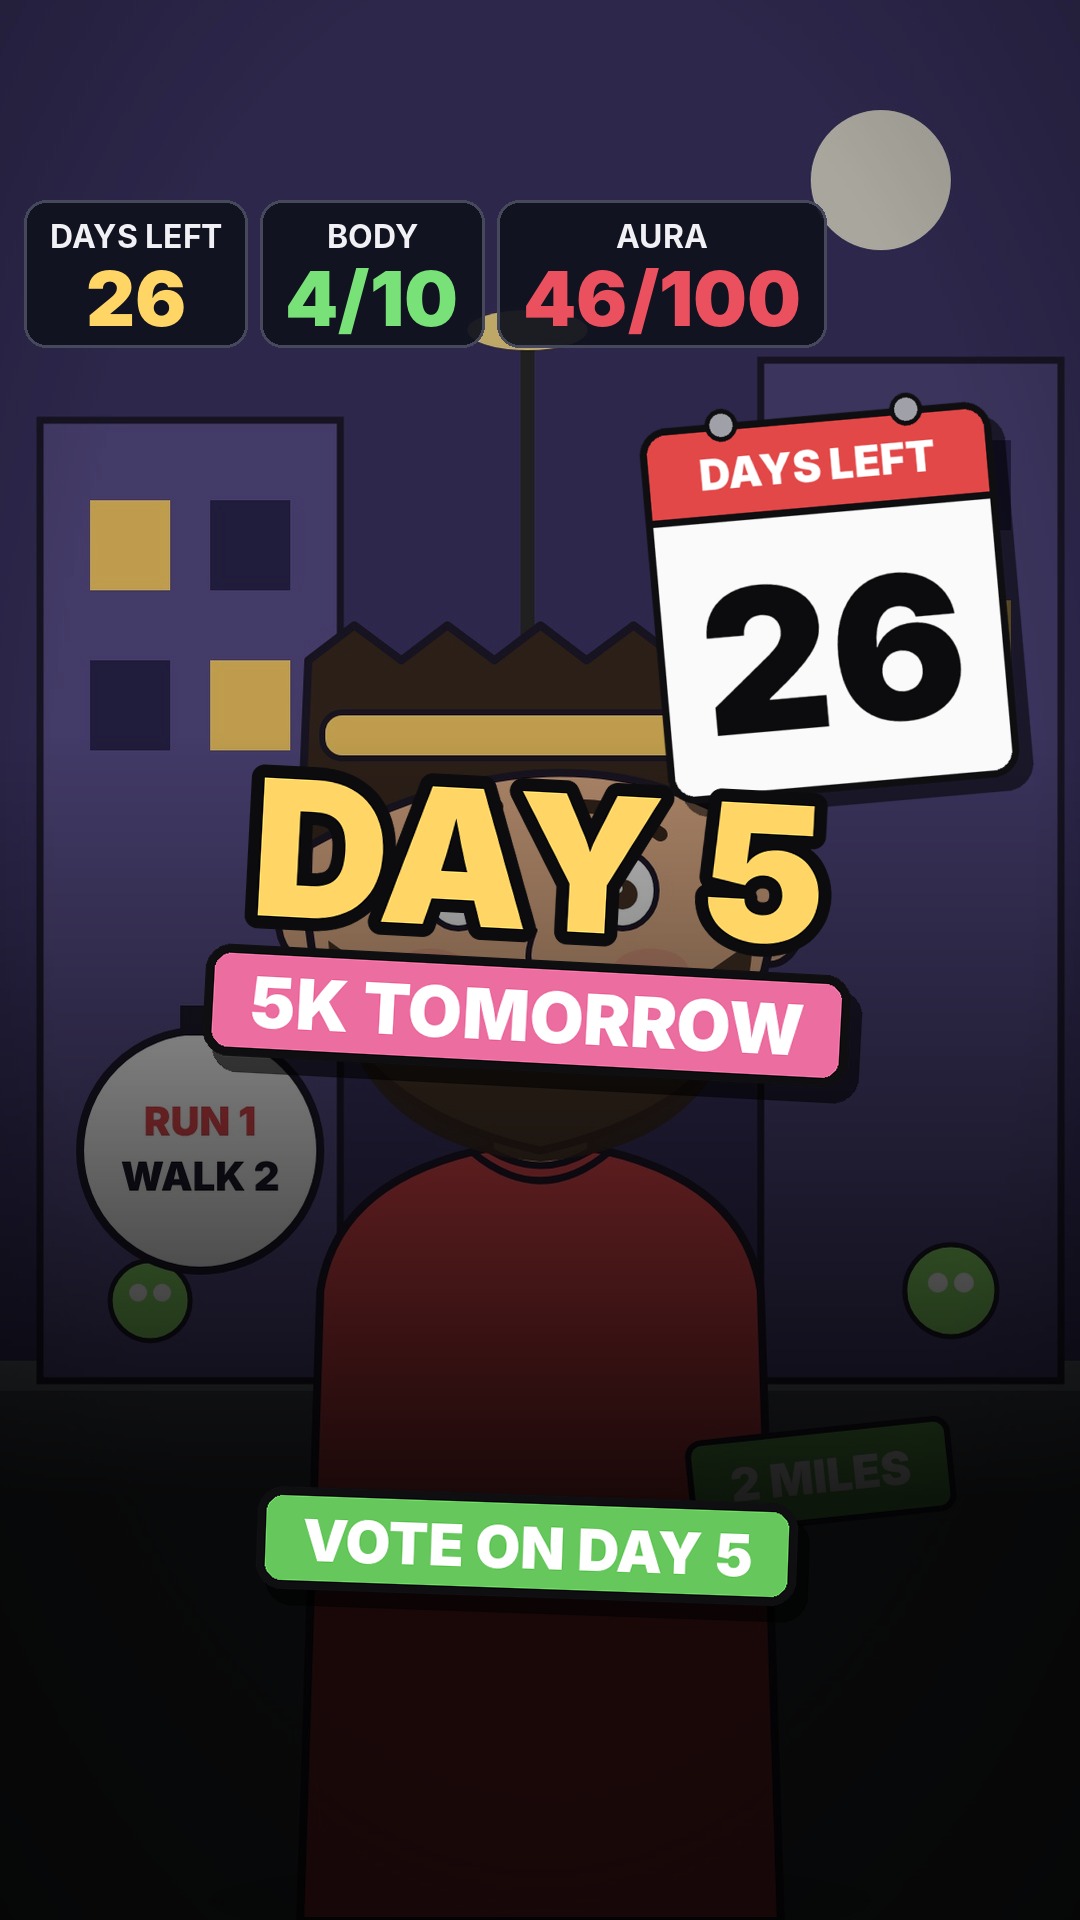 DAYS LEFT
26
BODY
4/10
AURA
46/100
DAYS LEFT
26
DAY 5
5K TOMORROW
RUN 1
WALK 2
2 MILES
VOTE ON DAY 5